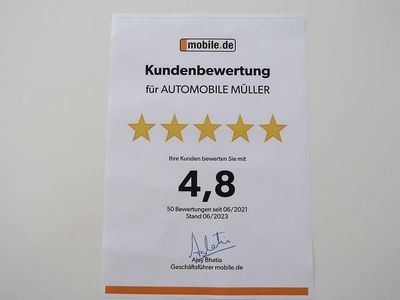 mobile.de
Kundenbewertung
für AUTOMOBILE MÜLLER
Ihre Kunden bewerten Sie mit
4,8
50 Bewertungen seit 06/2021
Stand 06/2023
Ajay Bhatia
Geschäftsführer mobile.de